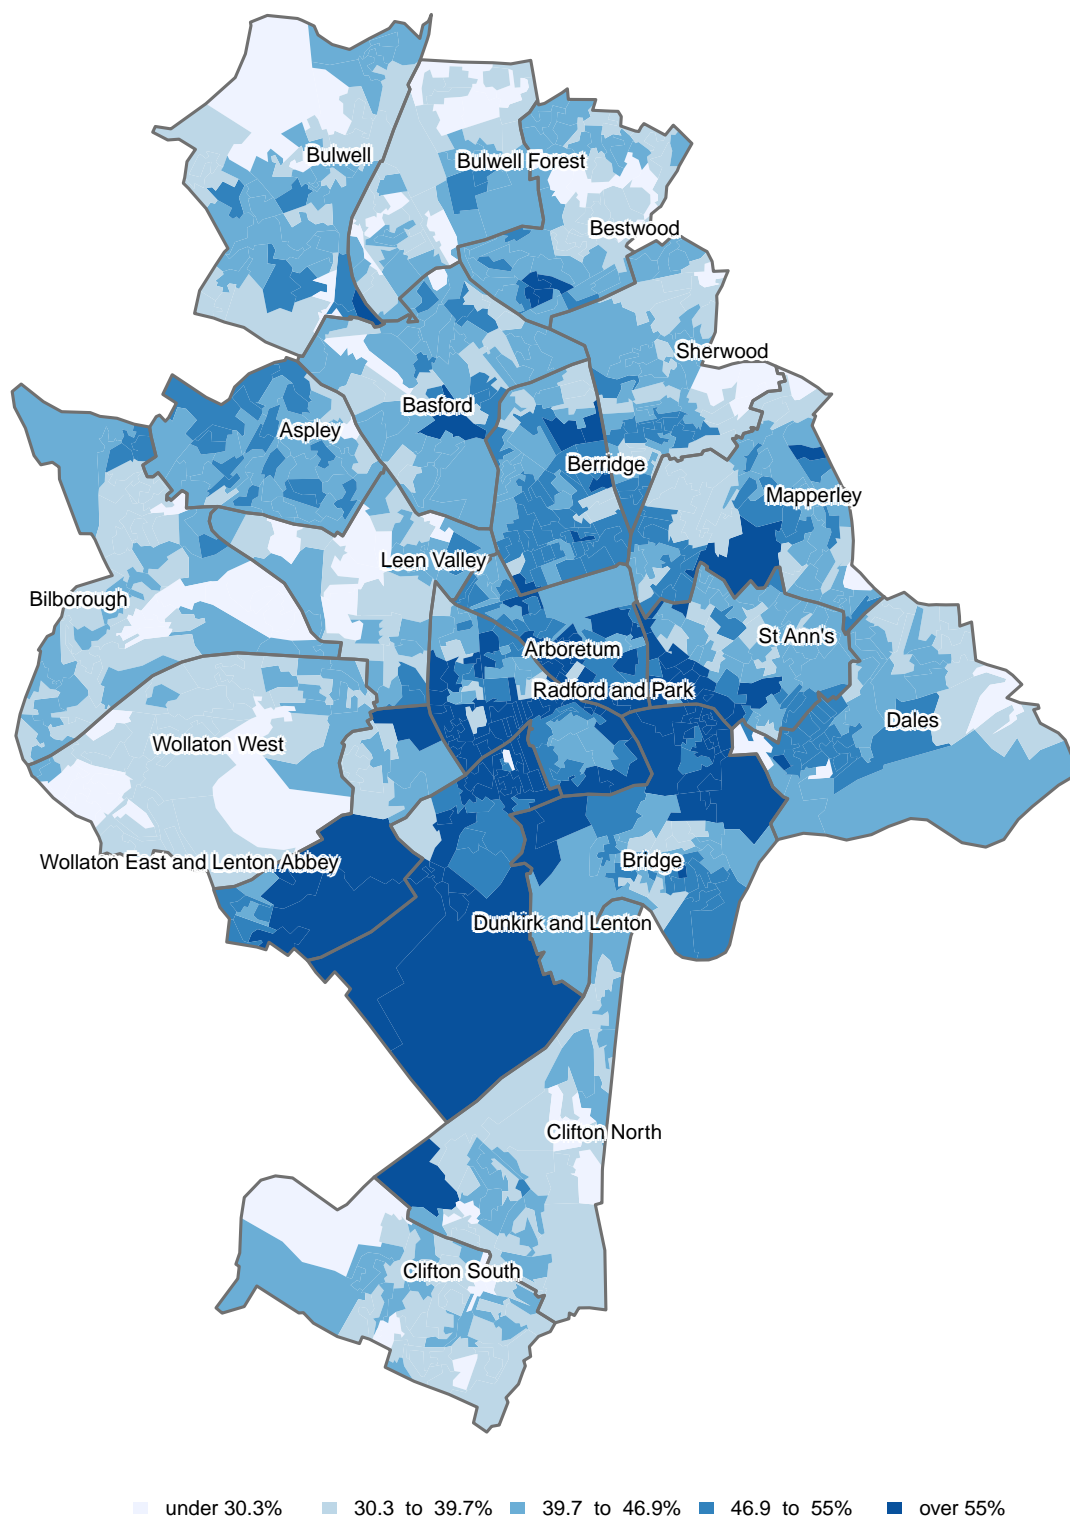 Bulwell
Bulwell Forest
Bestwood
Sherwood
Basford
Aspley
Berridge
Mapperley
Leen Valley
Bilborough
St Ann's
Arboretum
Radford and Park
Dales
Wollaton West
Wollaton East and Lenton Abbey
Bridge
Dunkirk and Lenton
Clifton North
Clifton South
under 30.3% 30.3 to 39.7% 39.7 to 46.9% 46.9 to 55% over 55%